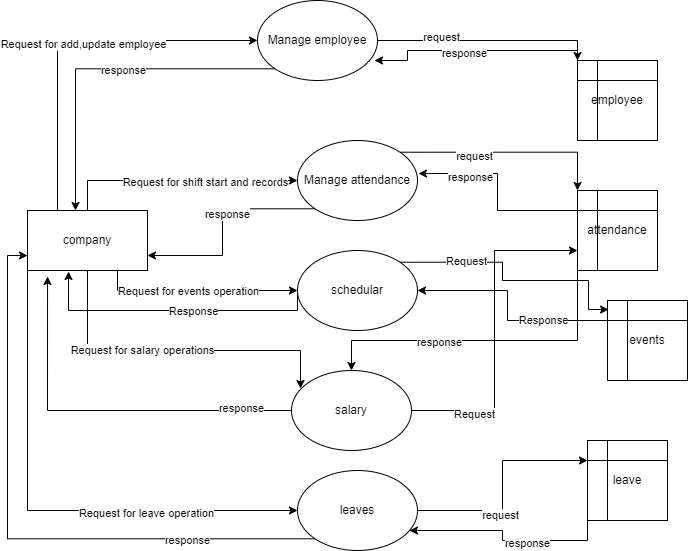 Manage employee
request
Request for add,update employee
response
response
employee
Manage attendance
request
response
Request for shift start and records
response
attendance
company
schedular
Request
Request for events operation
Response
Response
events
response
Request for salary operations
salary
response
Request
leave
leaves
Request for leave operation
request
response
response